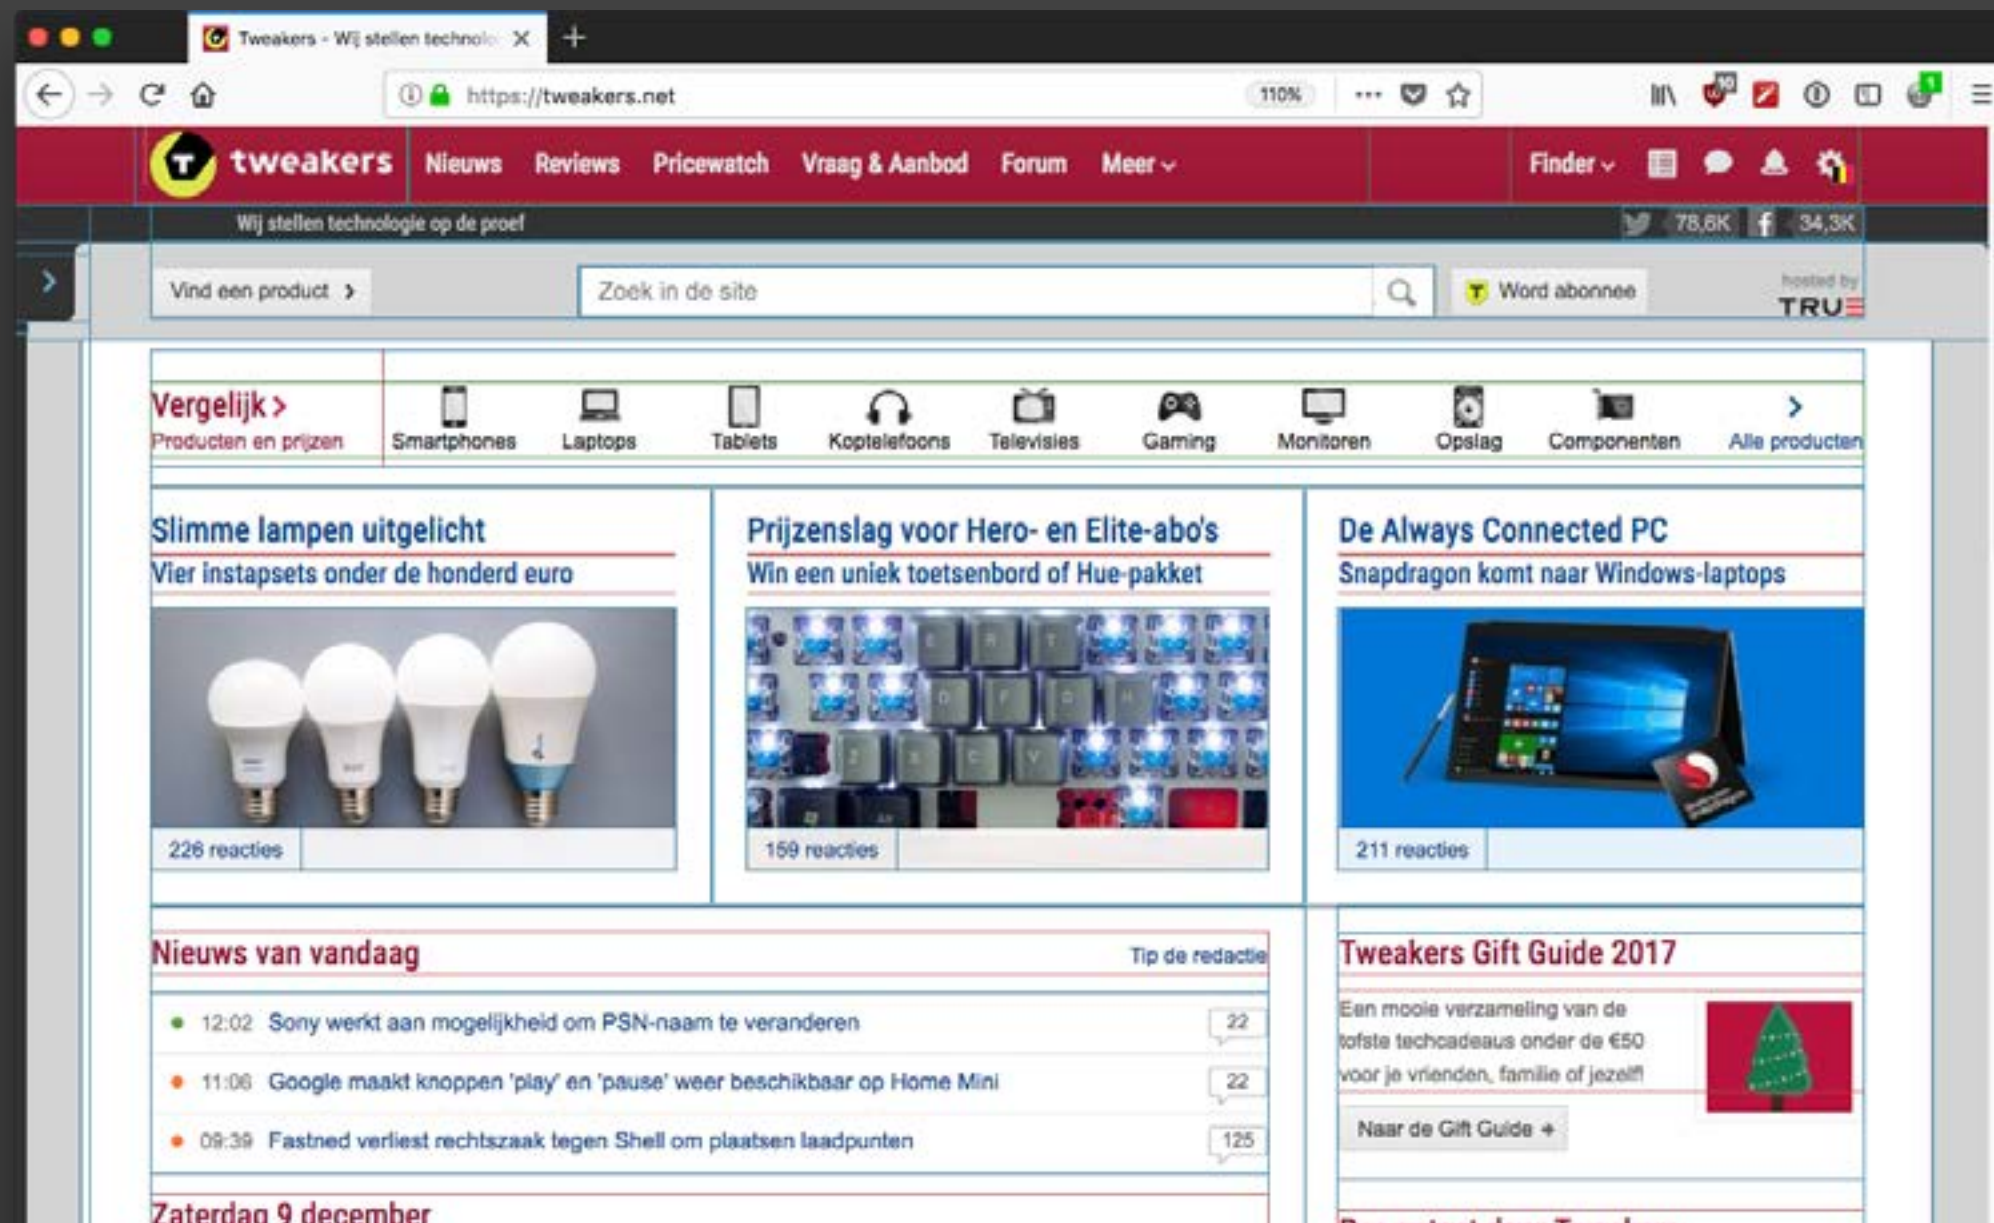 Tweakers - Wij stellen technolo
https://tweakers.net
110%
tweakers
Nieuws
Reviews
Pricewatch
Vraag & Aanbod
Forum
Meer
Finder
Wij stellen technologie op de proef
78,6K
34,3K
Vind een product
Zoek in de site
Word abonnee
hosted by
TRUE
Vergelijk
Producten en prijzen
Smartphones
Laptops
Tablets
Koptelefoons
Televisies
Gaming
Monitoren
Opslag
Componenten
Alle producten
Slimme lampen uitgelicht
Vier instapsets onder de honderd euro
226 reacties
Prijzenslag voor Hero- en Elite-abo's
Win een uniek toetsenbord of Hue-pakket
159 reacties
De Always Connected PC
Snapdragon komt naar Windows-laptops
211 reacties
Nieuws van vandaag
Tip de redactie
12:02 Sony werkt aan mogelijkheid om PSN-naam te veranderen 22
11:06 Google maakt knoppen 'play' en 'pause' weer beschikbaar op Home Mini 22
09:39 Fastned verliest rechtszaak tegen Shell om plaatsen laadpunten 125
Zaterdag 9 december
Tweakers Gift Guide 2017
Een mooie verzameling van de
tofste techcadeaus onder de €50
voor je vrienden, familie of jezelf!
Naar de Gift Guide